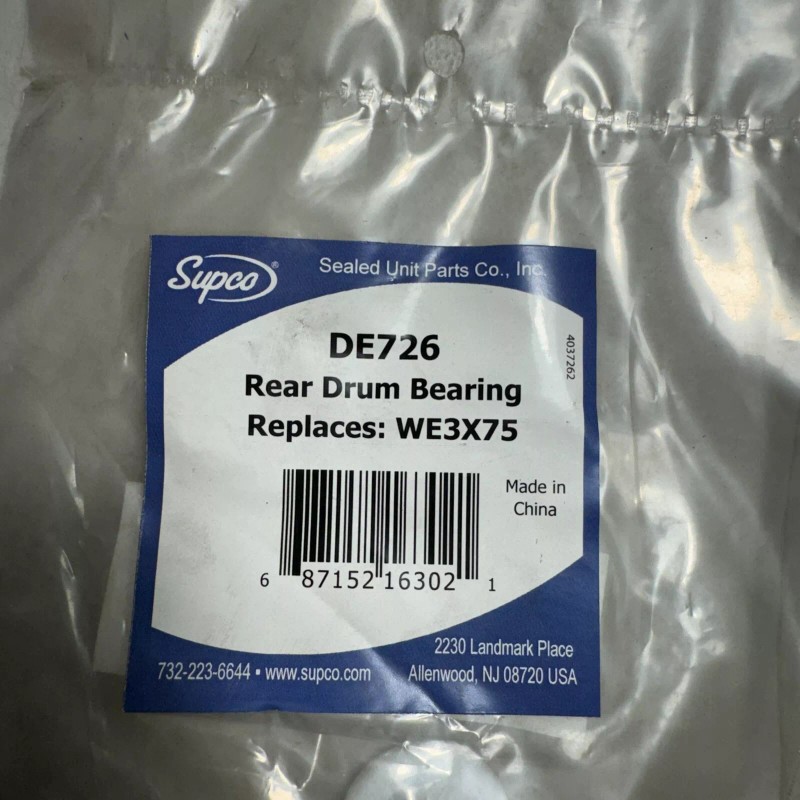 Supco®
Sealed Unit Parts Co., Inc.
DE726
4037262
Rear Drum Bearing
Replaces: WE3X75
Made in
China
6 87152 16302 1
2230 Landmark Place
732-223-6644 ▪ www.supco.com Allenwood, NJ 08720 USA